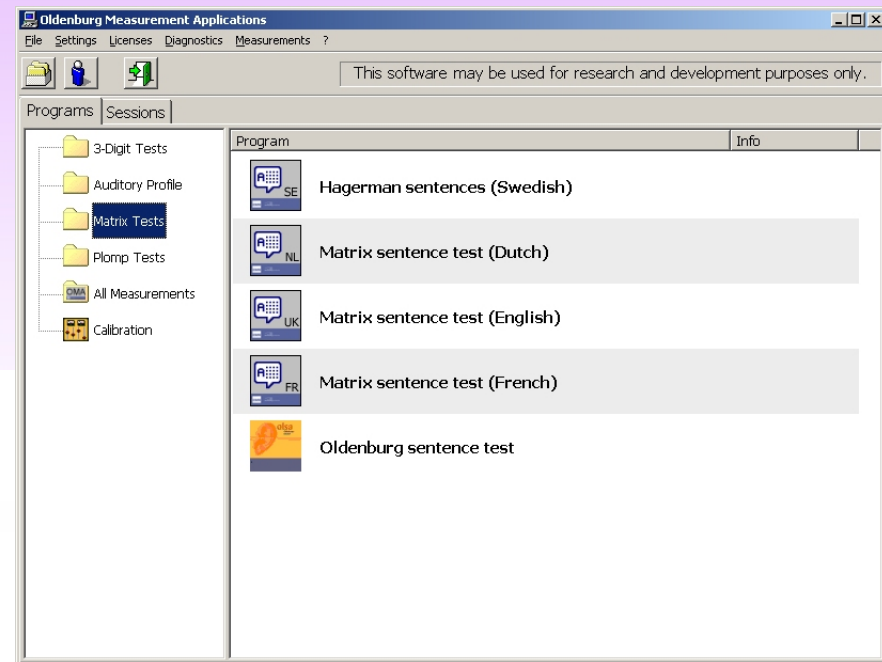 Oldenburg Measurement Applications
File Settings Licenses Diagnostics Measurements ?
This software may be used for research and development purposes only.
Programs Sessions
3-Digit Tests
Auditory Profile
Matrix Tests
Plomp Tests
OMA All Measurements
Calibration
Program Info
A SE Hagerman sentences (Swedish)
A NL Matrix sentence test (Dutch)
A UK Matrix sentence test (English)
A FR Matrix sentence test (French)
olsa Oldenburg sentence test